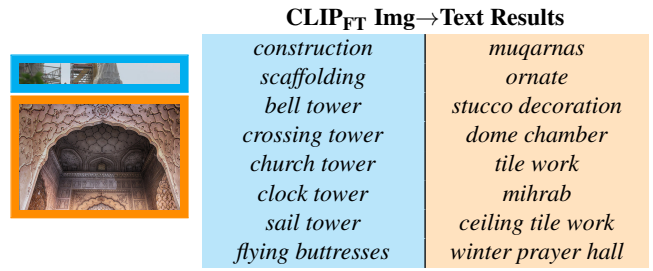 CLIP_FT Img→Text Results
construction muqarnas
scaffolding ornate
bell tower stucco decoration
crossing tower dome chamber
church tower tile work
clock tower mihrab
sail tower ceiling tile work
flying buttresses winter prayer hall